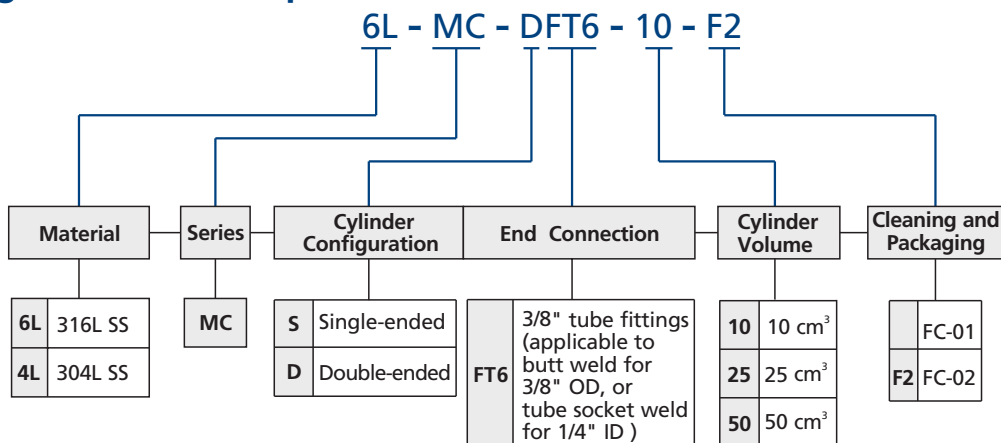 6L - MC - DFT6 - 10 - F2
Material
Series
Cylinder
Configuration
End Connection
Cylinder
Volume
Cleaning and
Packaging
6L 316L SS
4L 304L SS
MC
S Single-ended
D Double-ended
FT6
3/8" tube fittings
(applicable to
butt weld for
3/8" OD, or
tube socket weld
for 1/4" ID )
10 10 cm³
25 25 cm³
50 50 cm³
FC-01
F2 FC-02